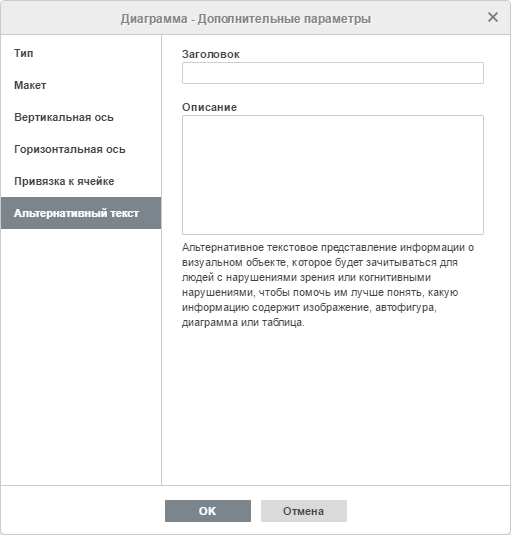 Диаграмма - Дополнительные параметры
Тип
Макет
Вертикальная ось
Горизонтальная ось
Привязка к ячейке
Альтернативный текст
Заголовок
Описание
Альтернативное текстовое представление информации о
визуальном объекте, которое будет зачитываться для
людей с нарушениями зрения или когнитивными
нарушениями, чтобы помочь им лучше понять, какую
информацию содержит изображение, автофигура,
диаграмма или таблица.
OK
Отмена